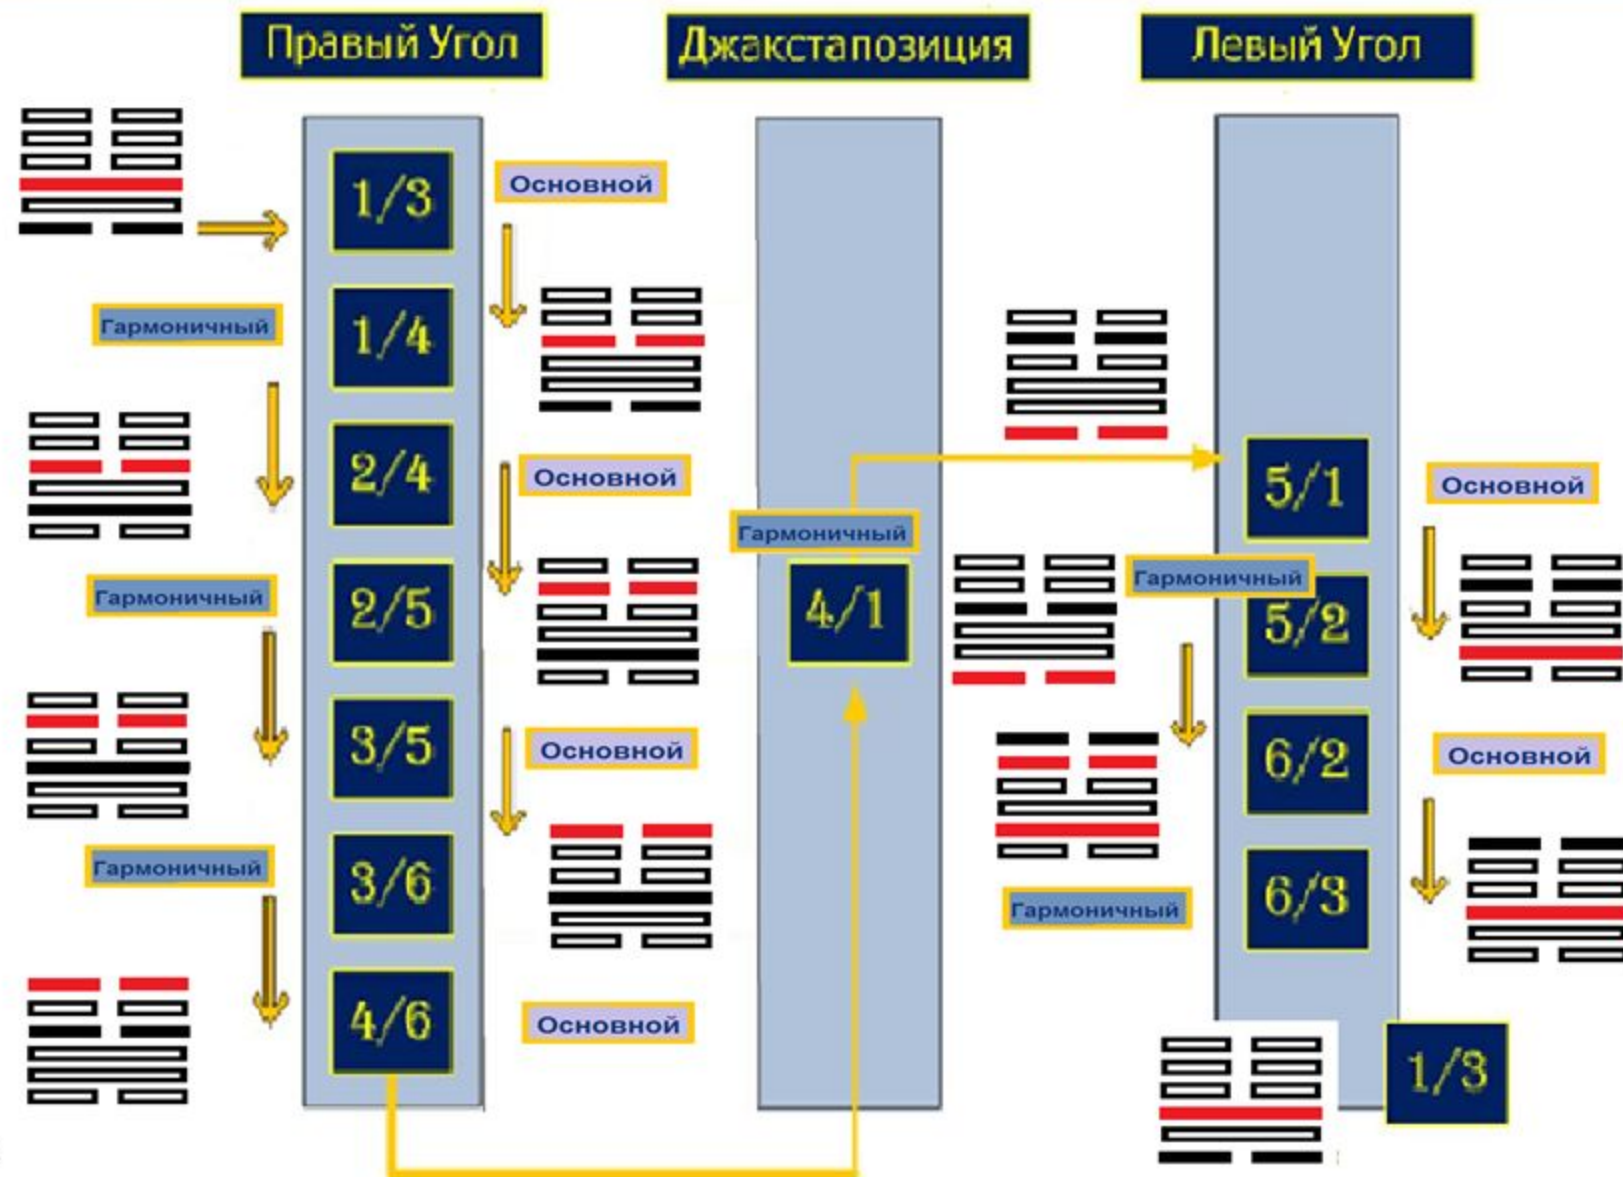 Правый Угол
Джакстапозиция
Левый Угол
1/3
Основной
Гармоничный
1/4
2/4
Основной
Гармоничный
2/5
3/5
Основной
Гармоничный
3/6
4/6
Основной
Гармоничный
4/1
5/1
Основной
Гармоничный
5/2
6/2
Основной
Гармоничный
6/3
1/3